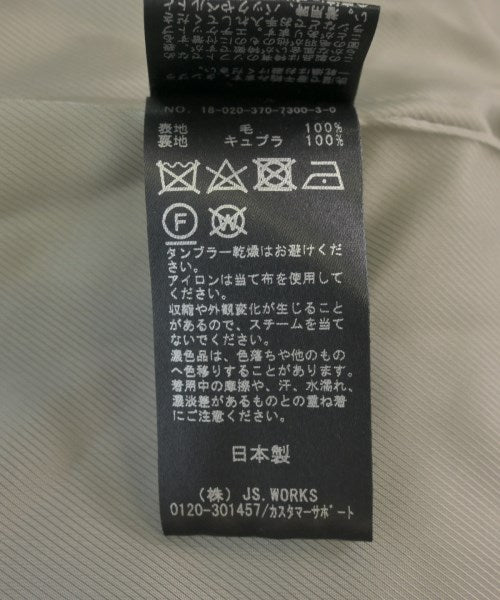 NO. 18-020-370-7300-3-0
表地 毛 100%
裏地 キュプラ 100%
F W
タンブラー乾燥はお避けくだ
さい。
アイロンは当て布を使用して
ください。
収縮や外観変化が生じること
があるので、スチームを当て
ないでください。
濃色品は、色落ちや他のもの
へ色移りすることがあります。
着用中の摩擦や、汗、水濡れ、
濃淡差があるものとの重ね着
にご注意ください。
日本製
(株) JS.WORKS
0120-301457/カスタマーサポート